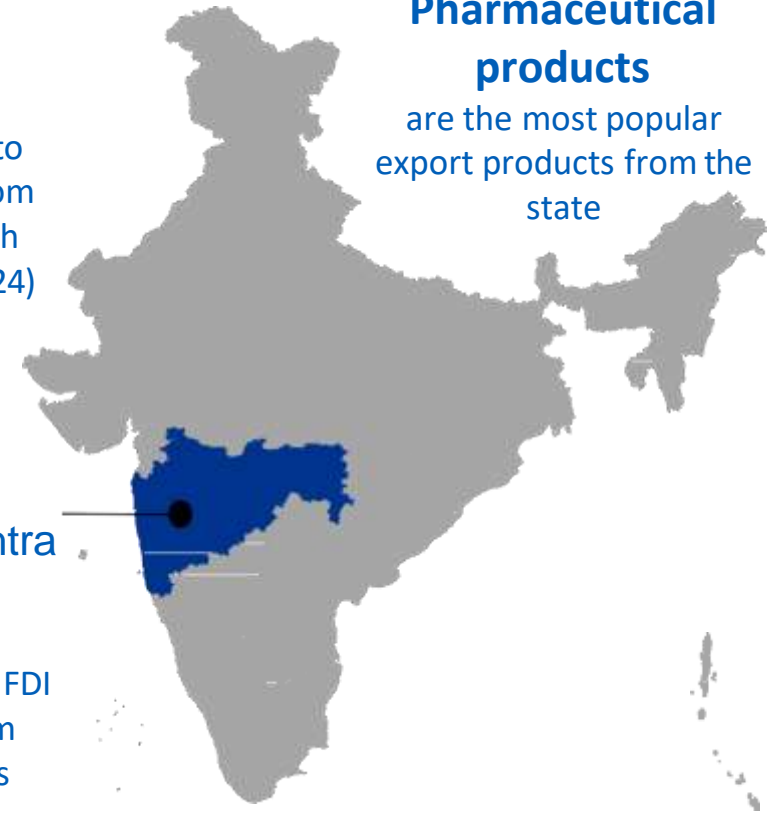 Pharmaceutical
products
are the most popular
export products from the
state
to
om
h
24)
ntra
FDI
m
s